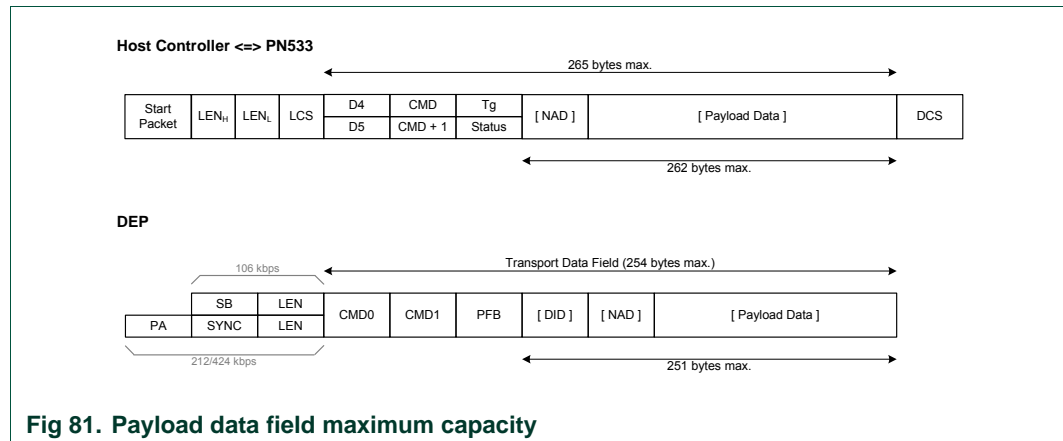 Host Controller <=> PN533
265 bytes max.
Start Packet LENH LENL LCS D4 CMD Tg [ NAD ] [ Payload Data ] DCS
D5 CMD + 1 Status
262 bytes max.
DEP
106 kbps
Transport Data Field (254 bytes max.)
SB LEN CMD0 CMD1 PFB [ DID ] [ NAD ] [ Payload Data ]
PA SYNC LEN
212/424 kbps
251 bytes max.
Fig 81. Payload data field maximum capacity